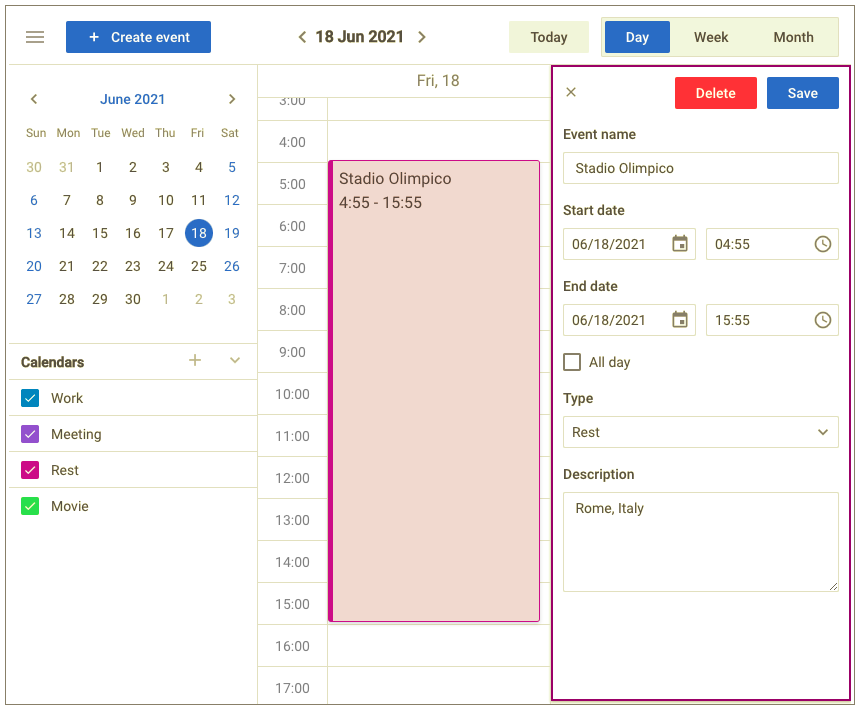 + Create event
18 Jun 2021
Today
Day Week Month
June 2021
Sun Mon Tue Wed Thu Fri Sat
30 31 1 2 3 4 5
6 7 8 9 10 11 12
13 14 15 16 17 18 19
20 21 22 23 24 25 26
27 28 29 30 1 2 3
Calendars
Work
Meeting
Rest
Movie
Fri, 18
3:00
4:00
5:00
6:00
7:00
8:00
9:00
10:00
11:00
12:00
13:00
14:00
15:00
16:00
17:00
Stadio Olimpico
4:55 - 15:55
Delete Save
Event name
Stadio Olimpico
Start date
06/18/2021 04:55
End date
06/18/2021 15:55
All day
Type
Rest
Description
Rome, Italy